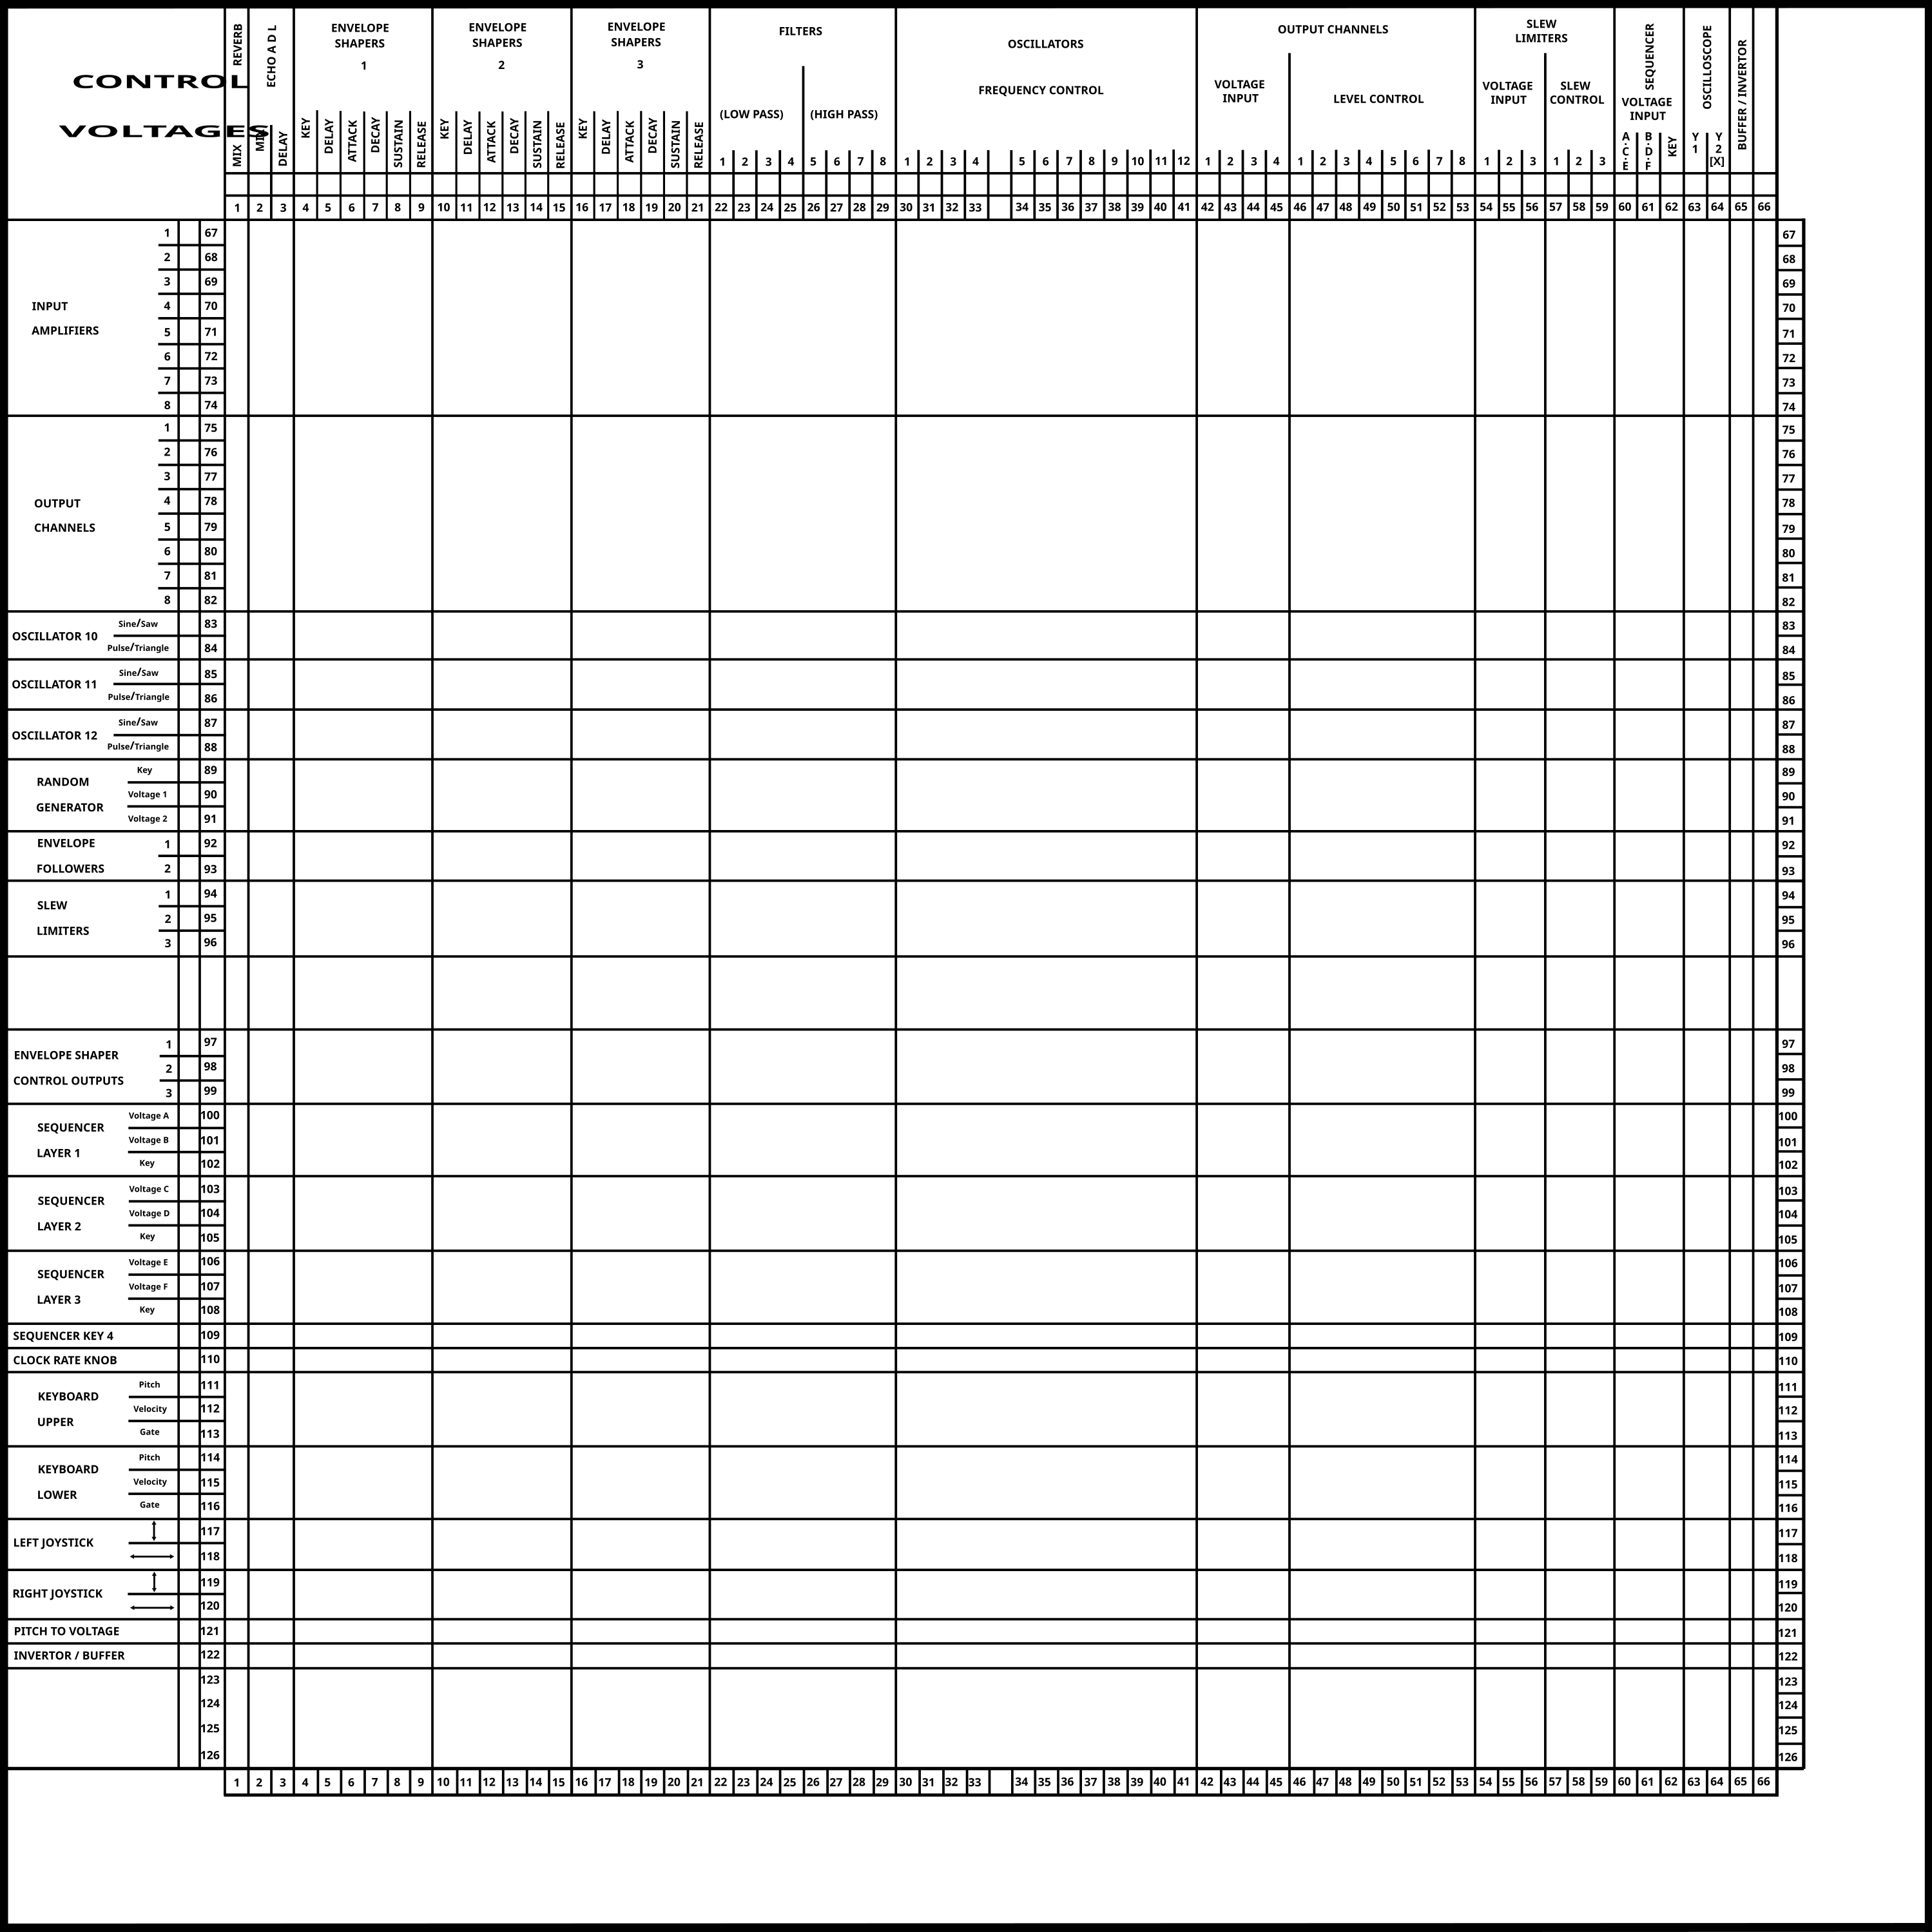 CONTROL
VOLTAGES
REVERB
MIX
ECHO A D L
MIX
DELAY
ENVELOPE
SHAPERS
1
KEY
DELAY
ATTACK
DECAY
SUSTAIN
RELEASE
ENVELOPE
SHAPERS
2
KEY
DELAY
ATTACK
DECAY
SUSTAIN
RELEASE
ENVELOPE
SHAPERS
3
KEY
DELAY
ATTACK
DECAY
SUSTAIN
RELEASE
FILTERS
(LOW PASS)
1 2 3 4
(HIGH PASS)
5 6 7 8
OSCILLATORS
FREQUENCY CONTROL
1 2 3 4 5 6 7 8 9 10 11 12
OUTPUT CHANNELS
VOLTAGE
INPUT
1 2 3 4
LEVEL CONTROL
1 2 3 4 5 6 7 8
SLEW
LIMITERS
VOLTAGE
INPUT
1 2 3
SLEW
CONTROL
1 2 3
SEQUENCER
VOLTAGE
INPUT
A·C·E
B·D·F
KEY
OSCILLOSCOPE
Y
1
Y
2
[X]
BUFFER / INVERTOR
1 2 3 4 5 6 7 8 9 10 11 12 13 14 15 16 17 18 19 20 21 22 23 24 25 26 27 28 29 30 31 32 33 34 35 36 37 38 39 40 41 42 43 44 45 46 47 48 49 50 51 52 53 54 55 56 57 58 59 60 61 62 63 64 65 66
INPUT
AMPLIFIERS
1 67 67
2 68 68
3 69 69
4 70 70
5 71 71
6 72 72
7 73 73
8 74 74
OUTPUT
CHANNELS
1 75 75
2 76 76
3 77 77
4 78 78
5 79 79
6 80 80
7 81 81
8 82 82
OSCILLATOR 10
Sine/Saw 83 83
Pulse/Triangle 84 84
OSCILLATOR 11
Sine/Saw 85 85
Pulse/Triangle 86 86
OSCILLATOR 12
Sine/Saw 87 87
Pulse/Triangle 88 88
RANDOM
GENERATOR
Key 89 89
Voltage 1 90 90
Voltage 2 91 91
ENVELOPE
FOLLOWERS
1 92 92
2 93 93
SLEW
LIMITERS
1 94 94
2 95 95
3 96 96
ENVELOPE SHAPER
CONTROL OUTPUTS
1 97 97
2 98 98
3 99 99
SEQUENCER
LAYER 1
Voltage A 100 100
Voltage B 101 101
Key 102 102
SEQUENCER
LAYER 2
Voltage C 103 103
Voltage D 104 104
Key 105 105
SEQUENCER
LAYER 3
Voltage E 106 106
Voltage F 107 107
Key 108 108
SEQUENCER KEY 4 109 109
CLOCK RATE KNOB 110 110
KEYBOARD
UPPER
Pitch 111 111
Velocity 112 112
Gate 113 113
KEYBOARD
LOWER
Pitch 114 114
Velocity 115 115
Gate 116 116
LEFT JOYSTICK
117 117
118 118
RIGHT JOYSTICK
119 119
120 120
PITCH TO VOLTAGE 121 121
INVERTOR / BUFFER 122 122
123 123
124 124
125 125
126 126
1 2 3 4 5 6 7 8 9 10 11 12 13 14 15 16 17 18 19 20 21 22 23 24 25 26 27 28 29 30 31 32 33 34 35 36 37 38 39 40 41 42 43 44 45 46 47 48 49 50 51 52 53 54 55 56 57 58 59 60 61 62 63 64 65 66